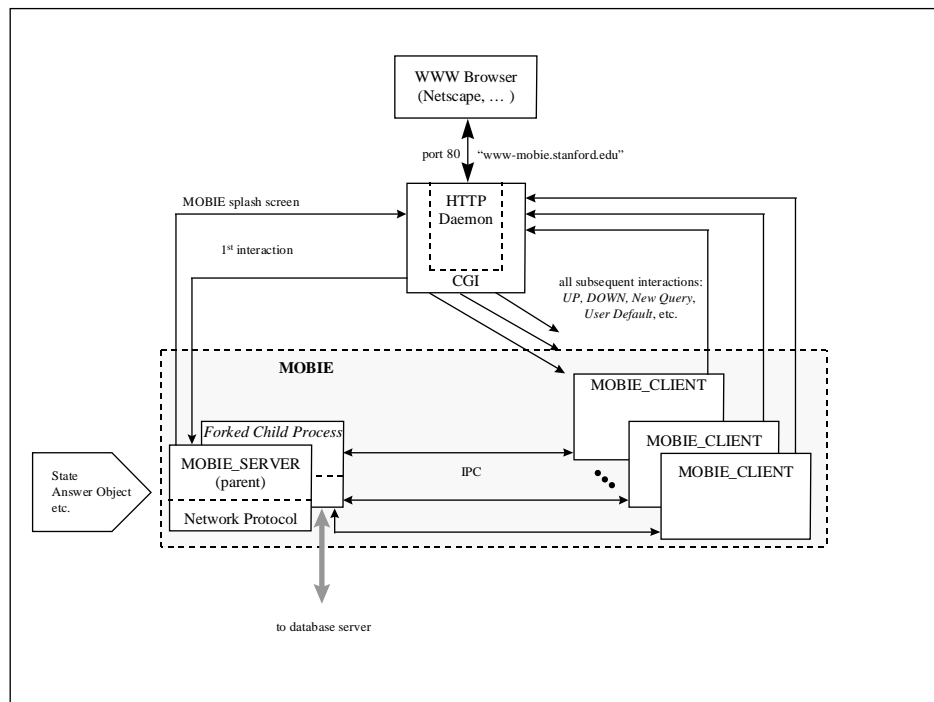 WWW Browser
(Netscape, … )
port 80
“www-mobie.stanford.edu”
HTTP
Daemon
CGI
MOBIE splash screen
1st interaction
all subsequent interactions:
UP, DOWN, New Query,
User Default, etc.
MOBIE
MOBIE_CLIENT
MOBIE_CLIENT
MOBIE_CLIENT
Forked Child Process
MOBIE_SERVER
(parent)
Network Protocol
IPC
State
Answer Object
etc.
to database server